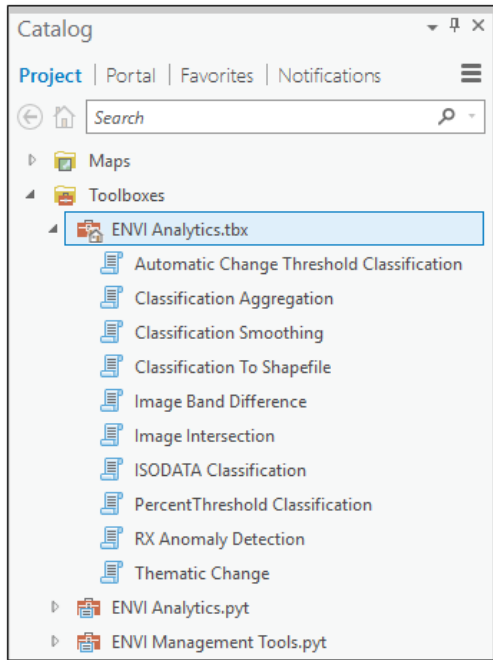 Catalog
Project | Portal | Favorites | Notifications
Search
Maps
Toolboxes
ENVI Analytics.tbx
Automatic Change Threshold Classification
Classification Aggregation
Classification Smoothing
Classification To Shapefile
Image Band Difference
Image Intersection
ISODATA Classification
PercentThreshold Classification
RX Anomaly Detection
Thematic Change
ENVI Analytics.pyt
ENVI Management Tools.pyt